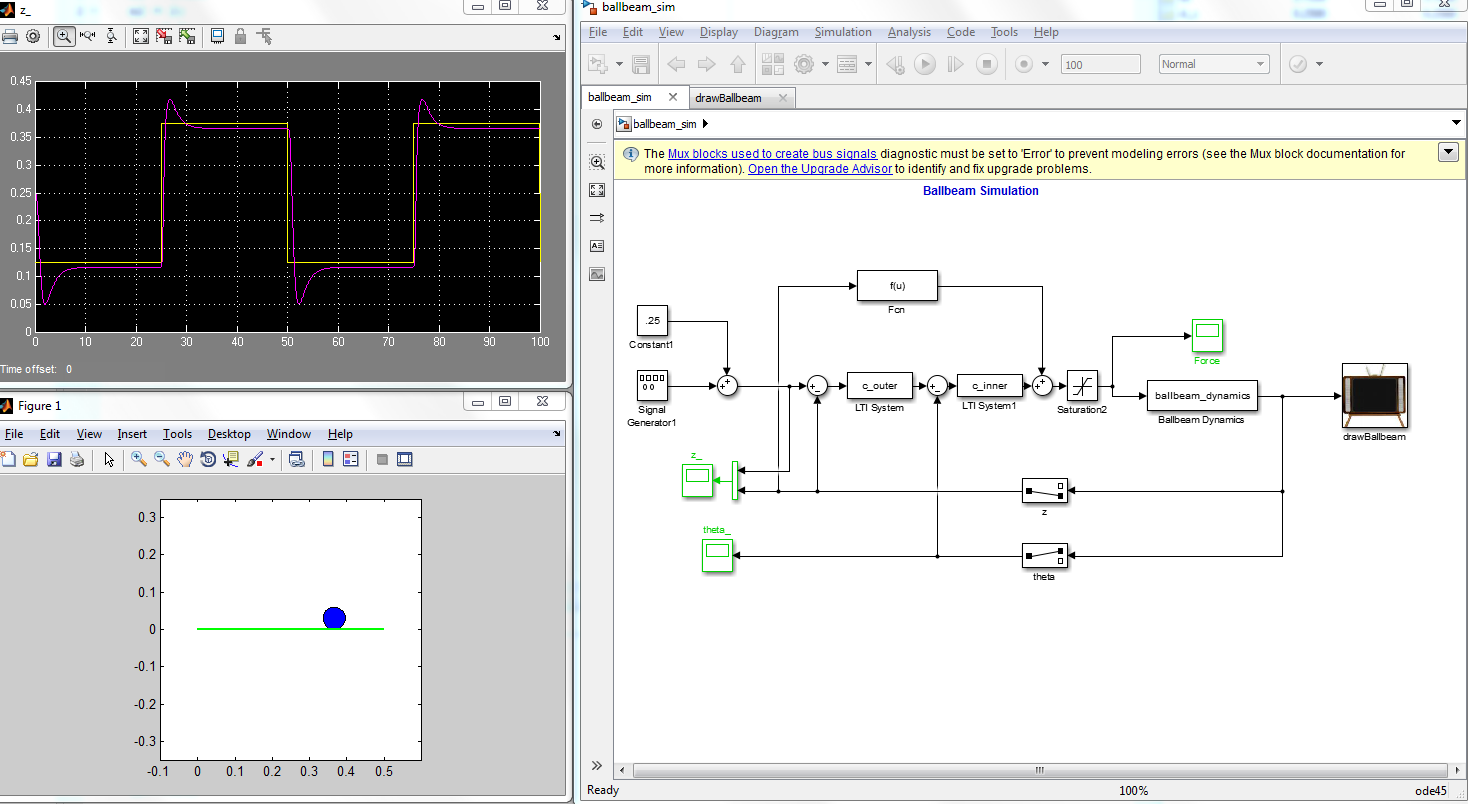 z_
0.45
0.4
0.35
0.3
0.25
0.2
0.15
0.1
0.05
0
0 10 20 30 40 50 60 70 80 90 100
Time offset: 0
Figure 1
File Edit View Insert Tools Desktop Window Help
0.3
0.2
0.1
0
-0.1
-0.2
-0.3
-0.1 0 0.1 0.2 0.3 0.4 0.5
ballbeam_sim
File Edit View Display Diagram Simulation Analysis Code Tools Help
100 Normal
ballbeam_sim drawBallbeam
ballbeam_sim
The Mux blocks used to create bus signals diagnostic must be set to 'Error' to prevent modeling errors (see the Mux block documentation for
more information). Open the Upgrade Advisor to identify and fix upgrade problems.
Ballbeam Simulation
f(u)
Fcn
.25
Constant1
Signal
Generator1
c_outer
LTI System
c_inner
LTI System1
Saturation2
Force
ballbeam_dynamics
Ballbeam Dynamics
drawBallbeam
z_
z
theta_
theta
Ready 100% ode45